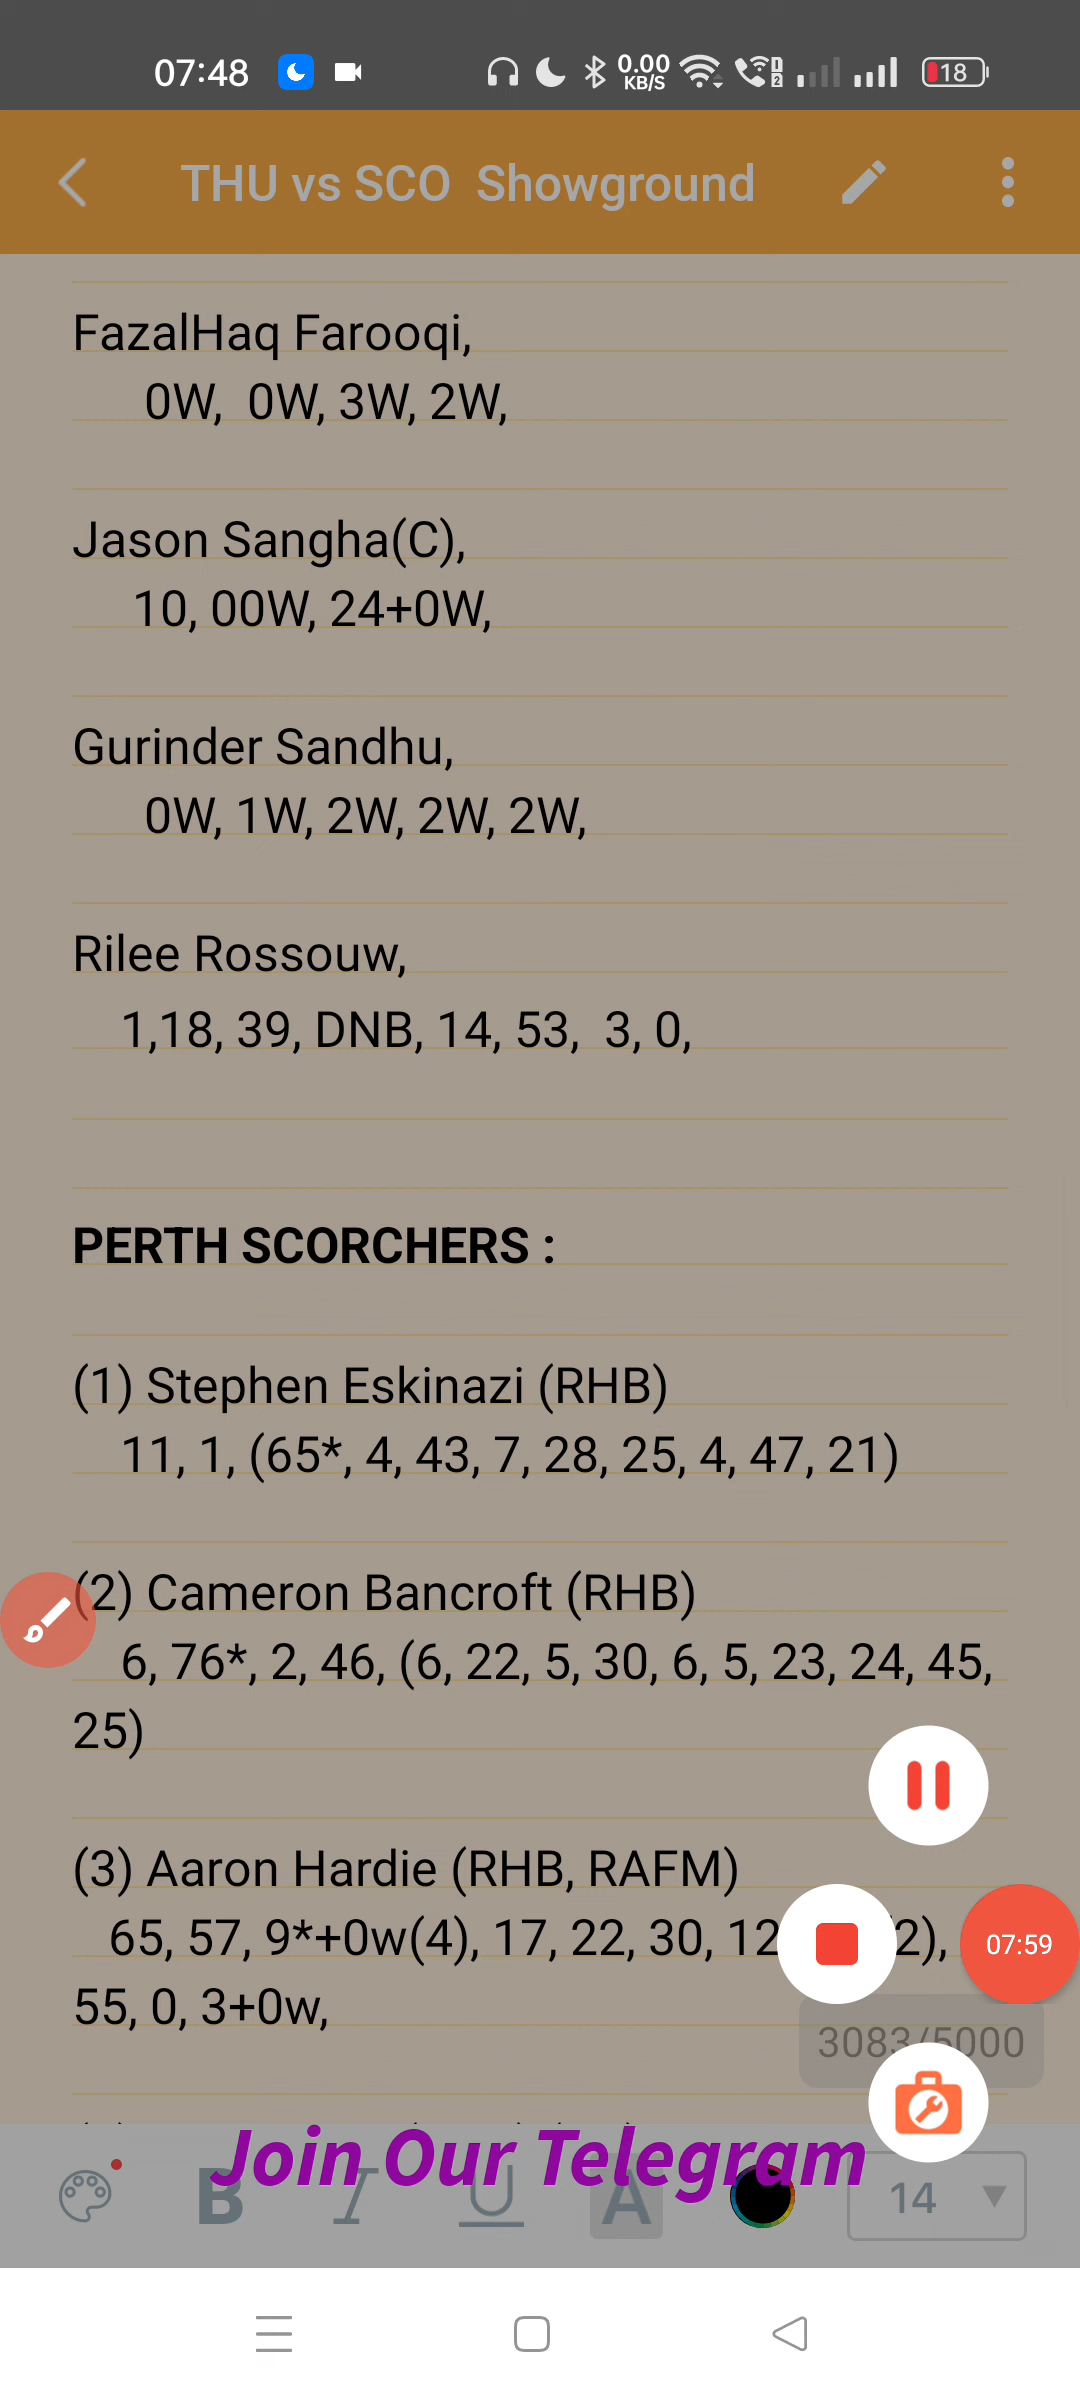 07:48
0.00
KB/S
18
THU vs SCO Showground
FazalHaq Farooqi,
0W, 0W, 3W, 2W,
Jason Sangha(C),
10, 00W, 24+0W,
Gurinder Sandhu,
0W, 1W, 2W, 2W, 2W,
Rilee Rossouw,
1,18, 39, DNB, 14, 53, 3, 0,
PERTH SCORCHERS :
(1) Stephen Eskinazi (RHB)
11, 1, (65*, 4, 43, 7, 28, 25, 4, 47, 21)
(2) Cameron Bancroft (RHB)
6, 76*, 2, 46, (6, 22, 5, 30, 6, 5, 23, 24, 45,
25)
(3) Aaron Hardie (RHB, RAFM)
65, 57, 9*+0w(4), 17, 22, 30, 12 2),
07:59
55, 0, 3+0w,
3083/5000
Join Our Telegram
B I U A 14